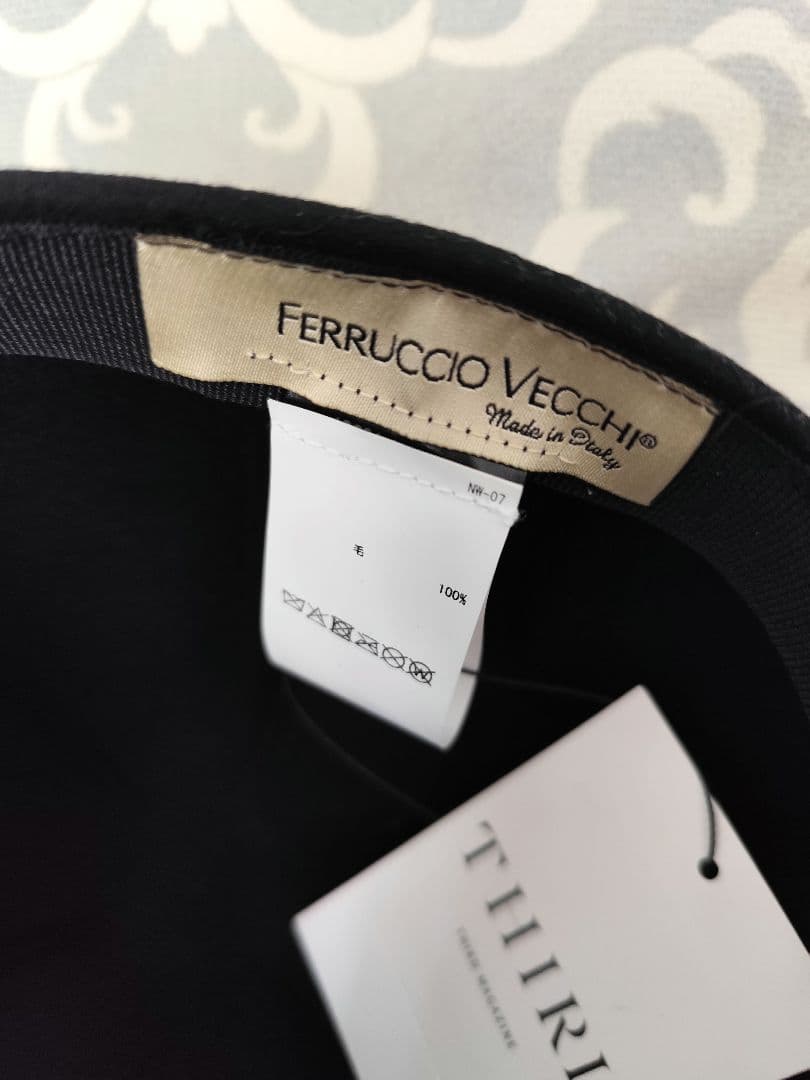 FERRUCCIO VECCHI®
Made in Italy
NW-07
毛
100%
W
THIRD
THIRD MAGAZINE